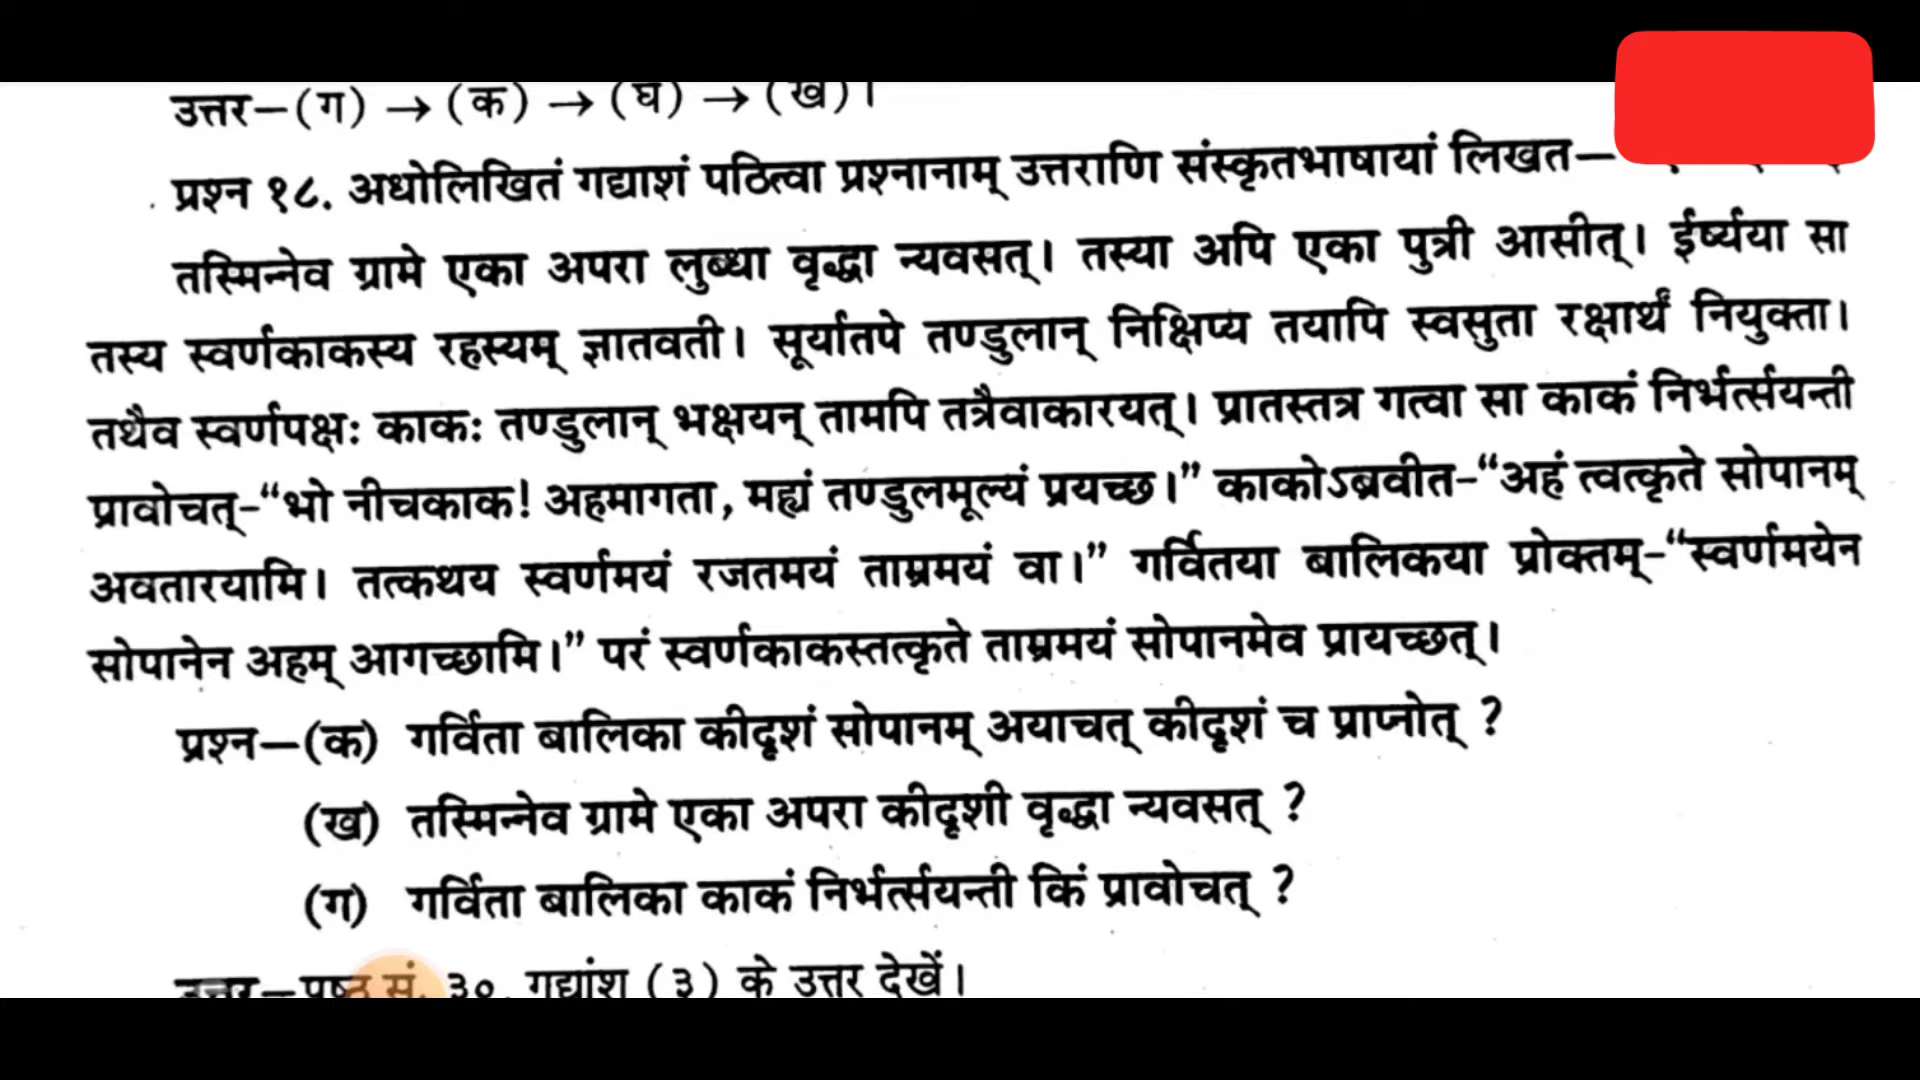 उत्तर–(ग) → (क) → (घ) → (ख)।
प्रश्न १८. अधोलिखितं गद्याशं पठित्वा प्रश्नानाम् उत्तराणि संस्कृतभाषायां लिखत–
तस्मिन्नेव ग्रामे एका अपरा लुब्धा वृद्धा न्यवसत्। तस्या अपि एका पुत्री आसीत्। ईर्ष्यया सा
तस्य स्वर्णकाकस्य रहस्यम् ज्ञातवती। सूर्यातपे तण्डुलान् निक्षिप्य तयापि स्वसुता रक्षार्थं नियुक्ता।
तथैव स्वर्णपक्षः काकः तण्डुलान् भक्षयन् तामपि तत्रैवाकारयत्। प्रातस्तत्र गत्वा सा काकं निर्भर्त्सयन्ती
प्रावोचत्-“भो नीचकाक! अहमागता, मह्यं तण्डुलमूल्यं प्रयच्छ।” काकोऽब्रवीत-“अहं त्वत्कृते सोपानम्
अवतारयामि। तत्कथय स्वर्णमयं रजतमयं ताम्रमयं वा।” गर्वितया बालिकया प्रोक्तम्-“स्वर्णमयेन
सोपानेन अहम् आगच्छामि।” परं स्वर्णकाकस्तत्कृते ताम्रमयं सोपानमेव प्रायच्छत्।
प्रश्न–(क) गर्विता बालिका कीदृशं सोपानम् अयाचत् कीदृशं च प्राप्नोत् ?
(ख) तस्मिन्नेव ग्रामे एका अपरा कीदृशी वृद्धा न्यवसत् ?
(ग) गर्विता बालिका काकं निर्भर्त्सयन्ती किं प्रावोचत् ?
उत्तर–पृष्ठ सं. ३०, गद्यांश (३) के उत्तर देखें।